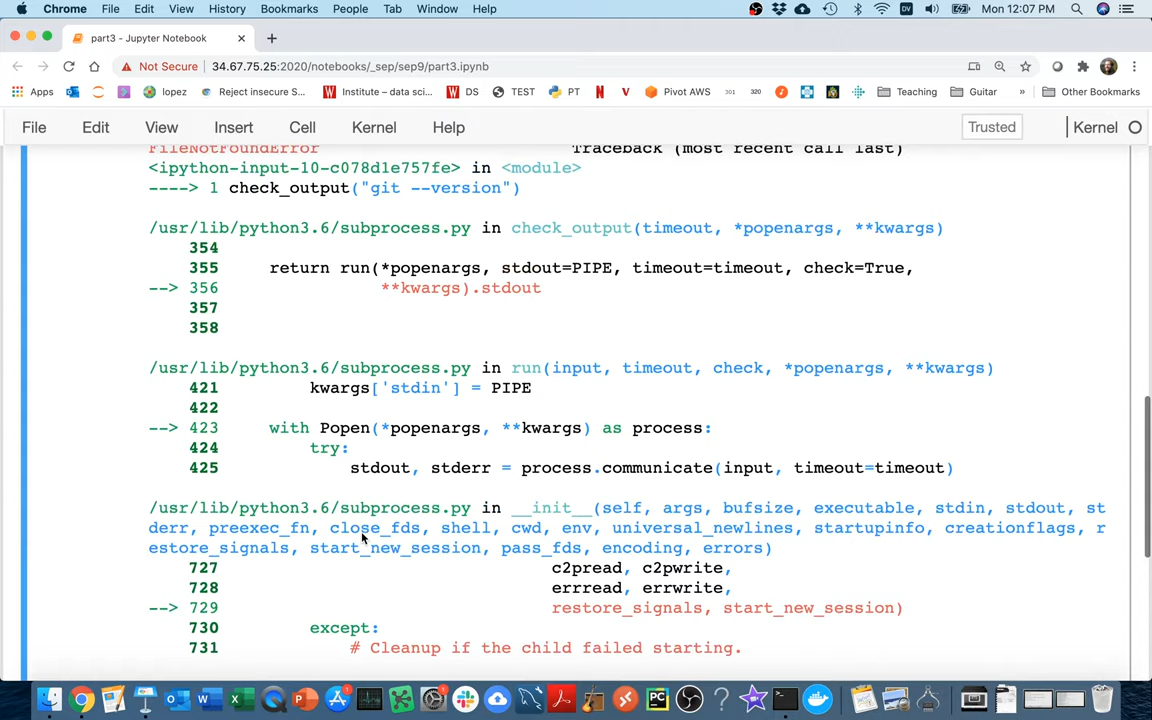 Chrome File Edit View History Bookmarks People Tab Window Help DV Mon 12:07 PM
part3 - Jupyter Notebook
Not Secure 34.67.75.25:2020/notebooks/_sep/sep9/part3.ipynb
Apps lopez Reject insecure S... Institute – data sci... DS TEST PT Pivot AWS 301 320 Teaching Guitar » Other Bookmarks
File Edit View Insert Cell Kernel Help Trusted Kernel
FileNotFoundError Traceback (most recent call last)
<ipython-input-10-c078d1e757fe> in <module>
----> 1 check_output("git --version")
/usr/lib/python3.6/subprocess.py in check_output(timeout, *popenargs, **kwargs)
354
355 return run(*popenargs, stdout=PIPE, timeout=timeout, check=True,
--> 356 **kwargs).stdout
357
358
/usr/lib/python3.6/subprocess.py in run(input, timeout, check, *popenargs, **kwargs)
421 kwargs['stdin'] = PIPE
422
--> 423 with Popen(*popenargs, **kwargs) as process:
424 try:
425 stdout, stderr = process.communicate(input, timeout=timeout)
/usr/lib/python3.6/subprocess.py in __init__(self, args, bufsize, executable, stdin, stdout, st
derr, preexec_fn, close_fds, shell, cwd, env, universal_newlines, startupinfo, creationflags, r
estore_signals, start_new_session, pass_fds, encoding, errors)
727 c2pread, c2pwrite,
728 errread, errwrite,
--> 729 restore_signals, start_new_session)
730 except:
731 # Cleanup if the child failed starting.